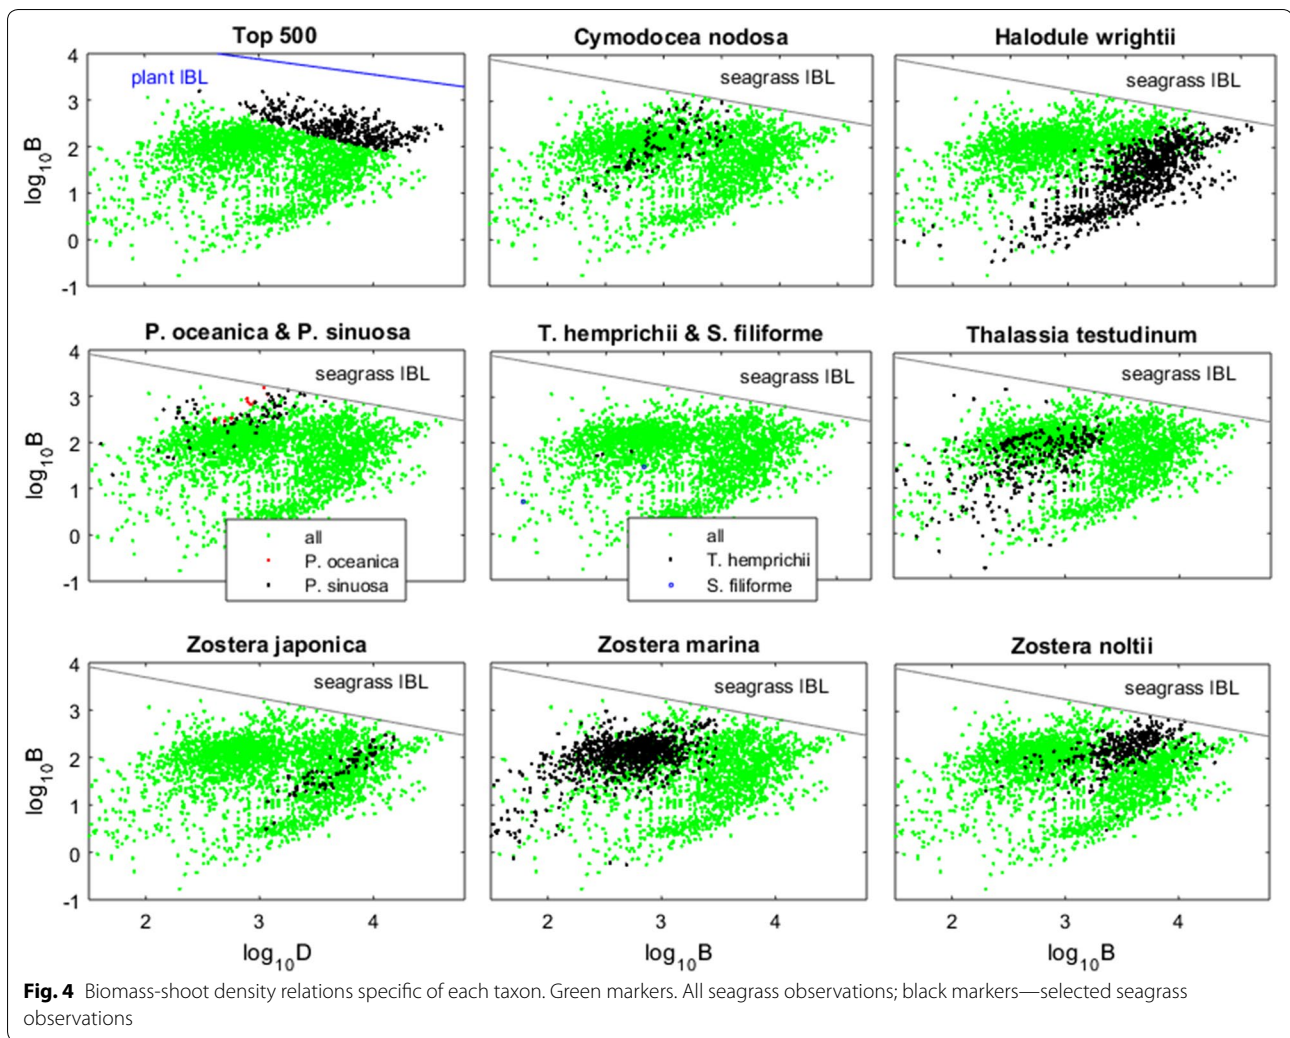 Top 500
Cymodocea nodosa
Halodule wrightii
4
3
2
1
0
-1
log10B
plant IBL
seagrass IBL
seagrass IBL
P. oceanica & P. sinuosa
T. hemprichii & S. filiforme
Thalassia testudinum
4
3
2
1
0
-1
log10B
seagrass IBL
seagrass IBL
seagrass IBL
all
P. oceanica
P. sinuosa
all
T. hemprichii
S. filiforme
Zostera japonica
Zostera marina
Zostera noltii
4
3
2
1
0
-1
log10B
seagrass IBL
seagrass IBL
seagrass IBL
2 3 4
2 3 4
2 3 4
log10D
log10B
log10B
Fig. 4 Biomass-shoot density relations specific of each taxon. Green markers. All seagrass observations; black markers—selected seagrass
observations